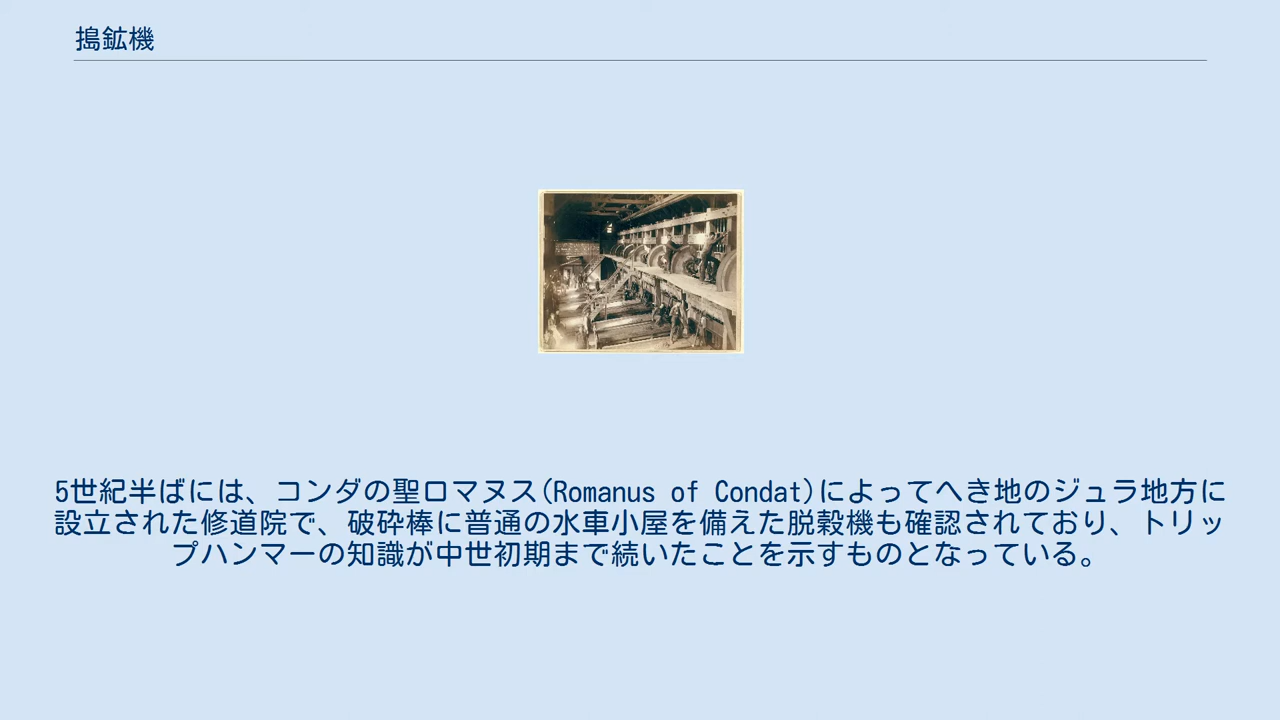 搗鉱機
5世紀半ばには、コンダの聖ロマヌス(Romanus of Condat)によってへき地のジュラ地方に
設立された修道院で、破砕棒に普通の水車小屋を備えた脱穀機も確認されており、トリッ
プハンマーの知識が中世初期まで続いたことを示すものとなっている。